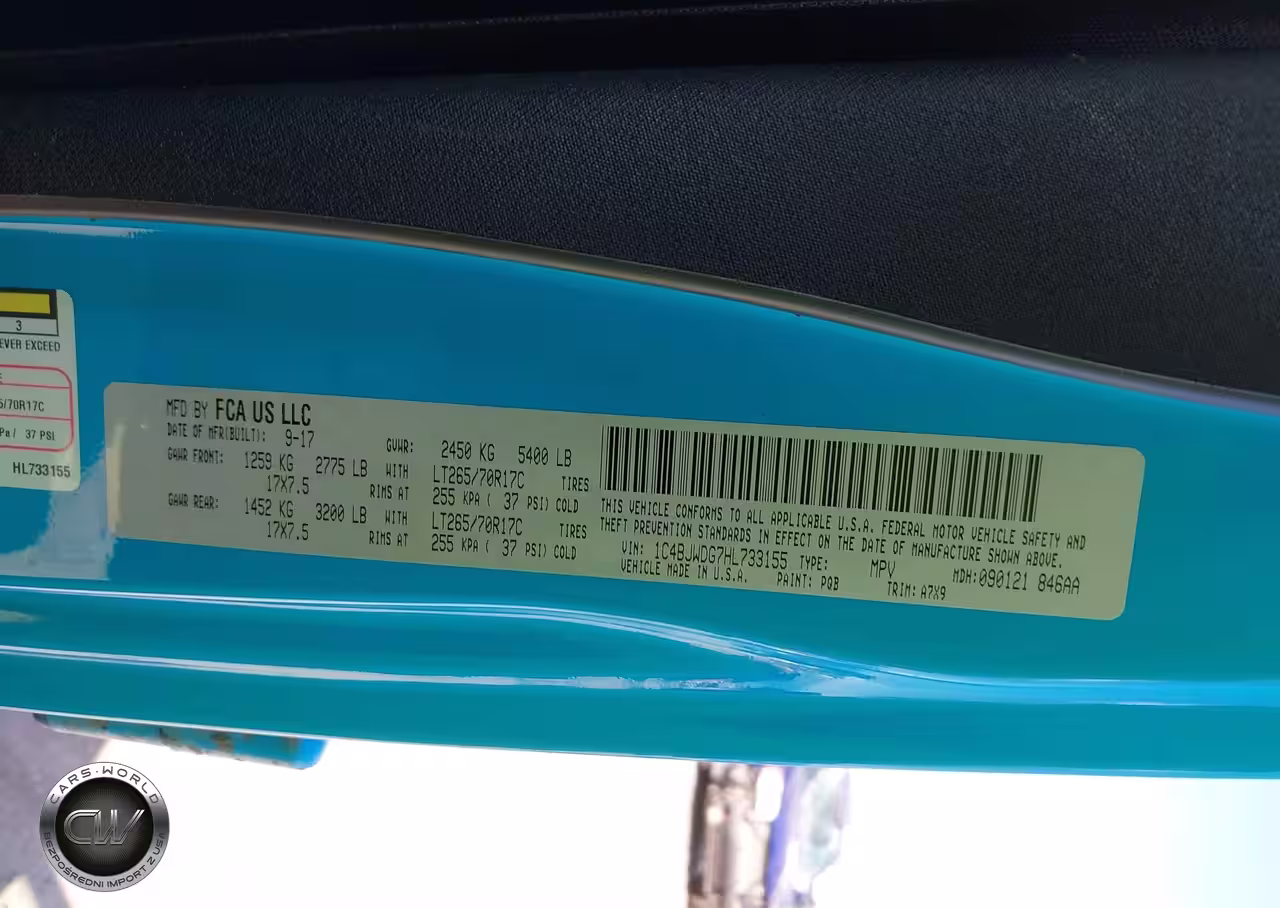 3
EVER EXCEED
5/70R17C
Pa / 37 PSI
HL733155
MFD BY FCA US LLC
DATE OF MFR(BUILT): 9-17 GVWR: 2450 KG 5400 LB
GAWR FRONT: 1259 KG 2775 LB WITH LT265/70R17C TIRES
17X7.5 RIMS AT 255 KPA ( 37 PSI) COLD
GAWR REAR: 1452 KG 3200 LB WITH LT265/70R17C TIRES
17X7.5 RIMS AT 255 KPA ( 37 PSI) COLD
THIS VEHICLE CONFORMS TO ALL APPLICABLE U.S.A. FEDERAL MOTOR VEHICLE SAFETY AND
THEFT PREVENTION STANDARDS IN EFFECT ON THE DATE OF MANUFACTURE SHOWN ABOVE.
VIN: 1C4BJWDG7HL733155 TYPE: MPV MDH:090121 846AA
VEHICLE MADE IN U.S.A. PAINT: PQB TRIM: A7X9
CARS-WORLD
CW
BEZPOŚREDNI IMPORT Z USA